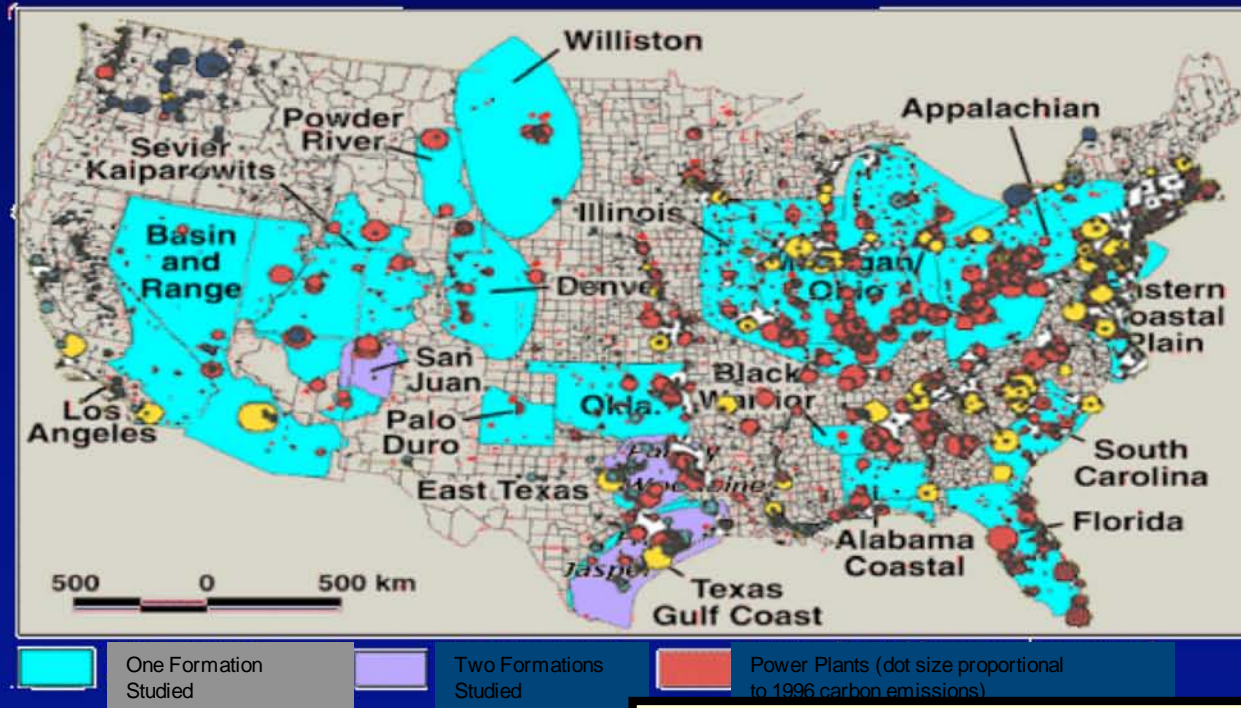 Williston
Appalachian
Powder
River
Sevier
Kaiparowits
Illinois
Basin
and
Range
Denver
Ohio
Coastal
Plain
San
Juan
Black
Warrior
Los
Angeles
Palo
Duro
Okla.
South
Carolina
East Texas
Woodbine
Florida
Alabama
Coastal
Jasper
Texas
Gulf Coast
500 0 500 km
One Formation
Studied
Two Formations
Studied
Power Plants (dot size proportional
to 1996 carbon emissions)